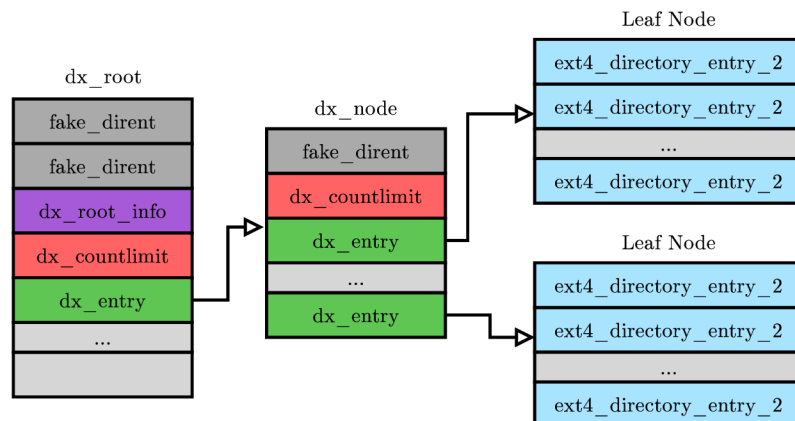 dx_root
fake_dirent
fake_dirent
dx_root_info
dx_countlimit
dx_entry
...
dx_node
fake_dirent
dx_countlimit
dx_entry
...
dx_entry
Leaf Node
ext4_directory_entry_2
ext4_directory_entry_2
...
ext4_directory_entry_2
Leaf Node
ext4_directory_entry_2
ext4_directory_entry_2
...
ext4_directory_entry_2